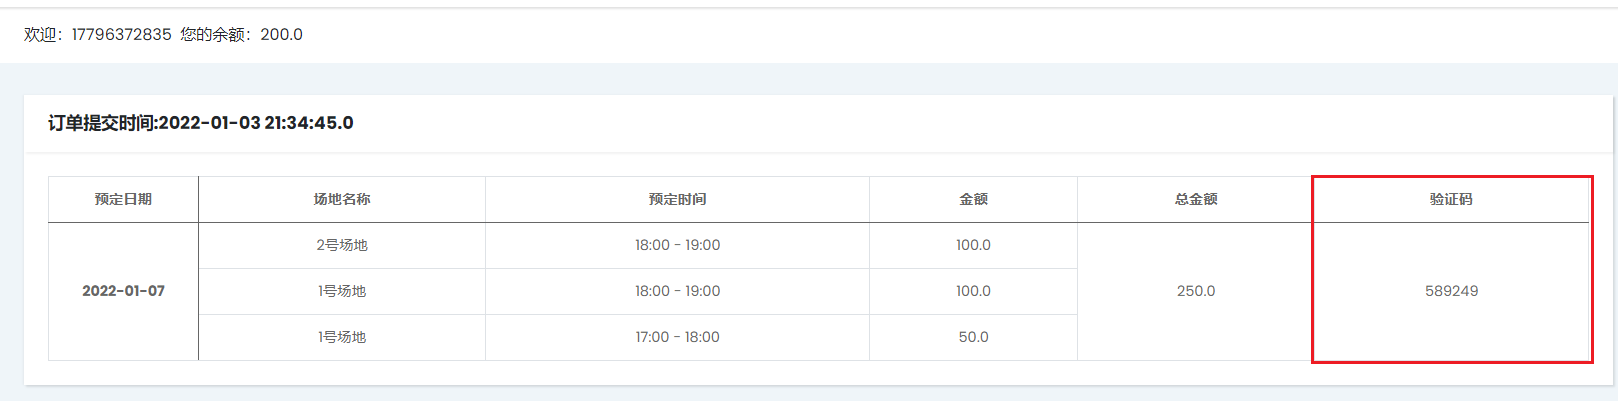 欢迎：17796372835 您的余额：200.0
订单提交时间:2022-01-03 21:34:45.0
预定日期 场地名称 预定时间 金额 总金额 验证码
2号场地 18:00 - 19:00 100.0
2022-01-07 1号场地 18:00 - 19:00 100.0 250.0 589249
1号场地 17:00 - 18:00 50.0